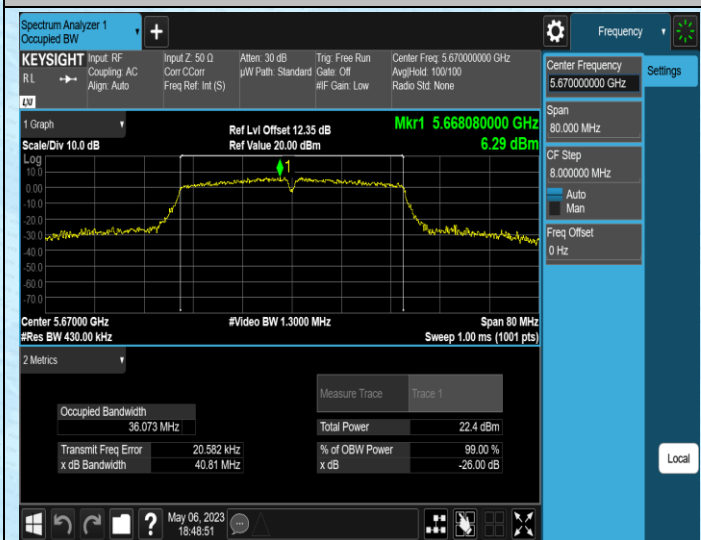 Spectrum Analyzer 1
Occupied BW
Frequency
KEYSIGHT
Input: RF
Coupling: AC
Align: Auto
Input Z: 50 Ω
Corr CCorr
Freq Ref: Int (S)
Atten: 30 dB
µW Path: Standard
Trig: Free Run
Gate: Off
#IF Gain: Low
Center Freq: 5.670000000 GHz
Avg|Hold: 100/100
Radio Std: None
RL
LXI
Center Frequency
5.670000000 GHz
Settings
Span
80.000 MHz
CF Step
8.000000 MHz
Auto
Man
Freq Offset
0 Hz
1 Graph
Scale/Div 10.0 dB
Ref Lvl Offset 12.35 dB
Ref Value 20.00 dBm
Mkr1 5.668080000 GHz
6.29 dBm
Log
10.0
0.00
-10.0
-20.0
-30.0
-40.0
-50.0
-60.0
-70.0
1
Center 5.67000 GHz
#Res BW 430.00 kHz
#Video BW 1.3000 MHz
Span 80 MHz
Sweep 1.00 ms (1001 pts)
2 Metrics
Measure Trace
Trace 1
Occupied Bandwidth
36.073 MHz
Total Power
22.4 dBm
Transmit Freq Error
20.582 kHz
% of OBW Power
99.00 %
x dB Bandwidth
40.81 MHz
x dB
-26.00 dB
Local
?
May 06, 2023
18:48:51